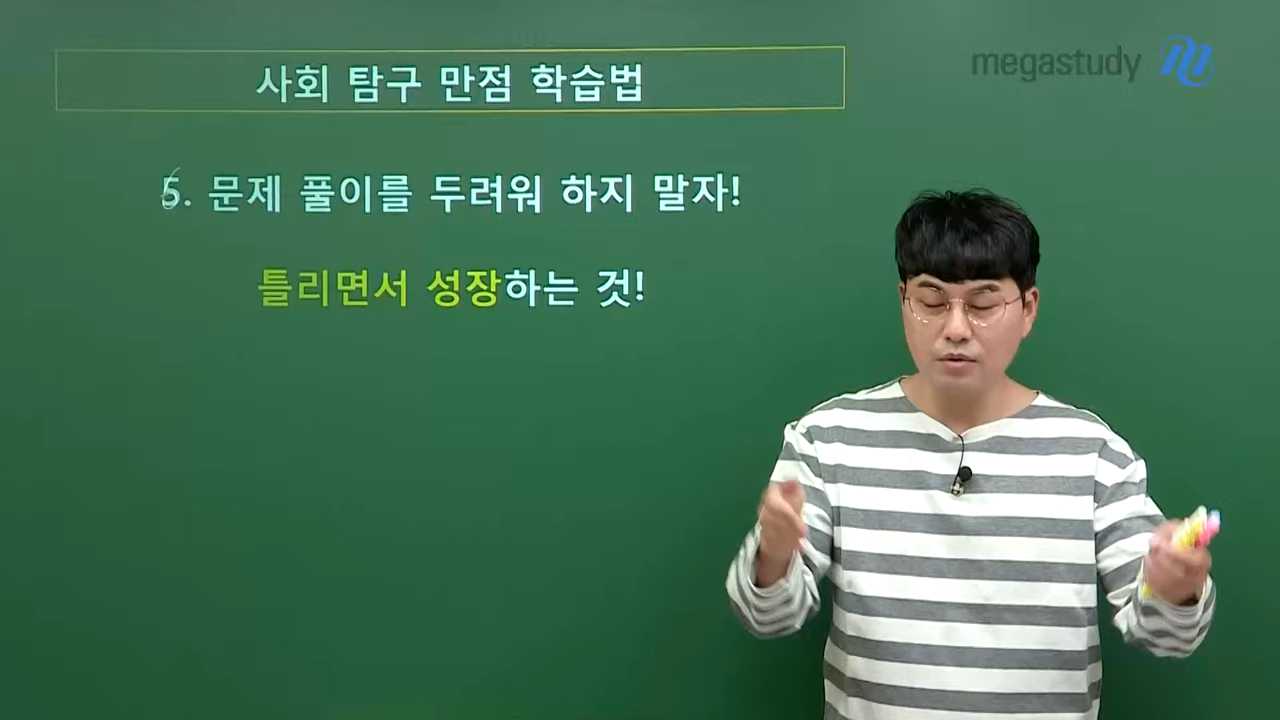 사회 탐구 만점 학습법
megastudy
5. 문제 풀이를 두려워 하지 말자!
틀리면서 성장하는 것!